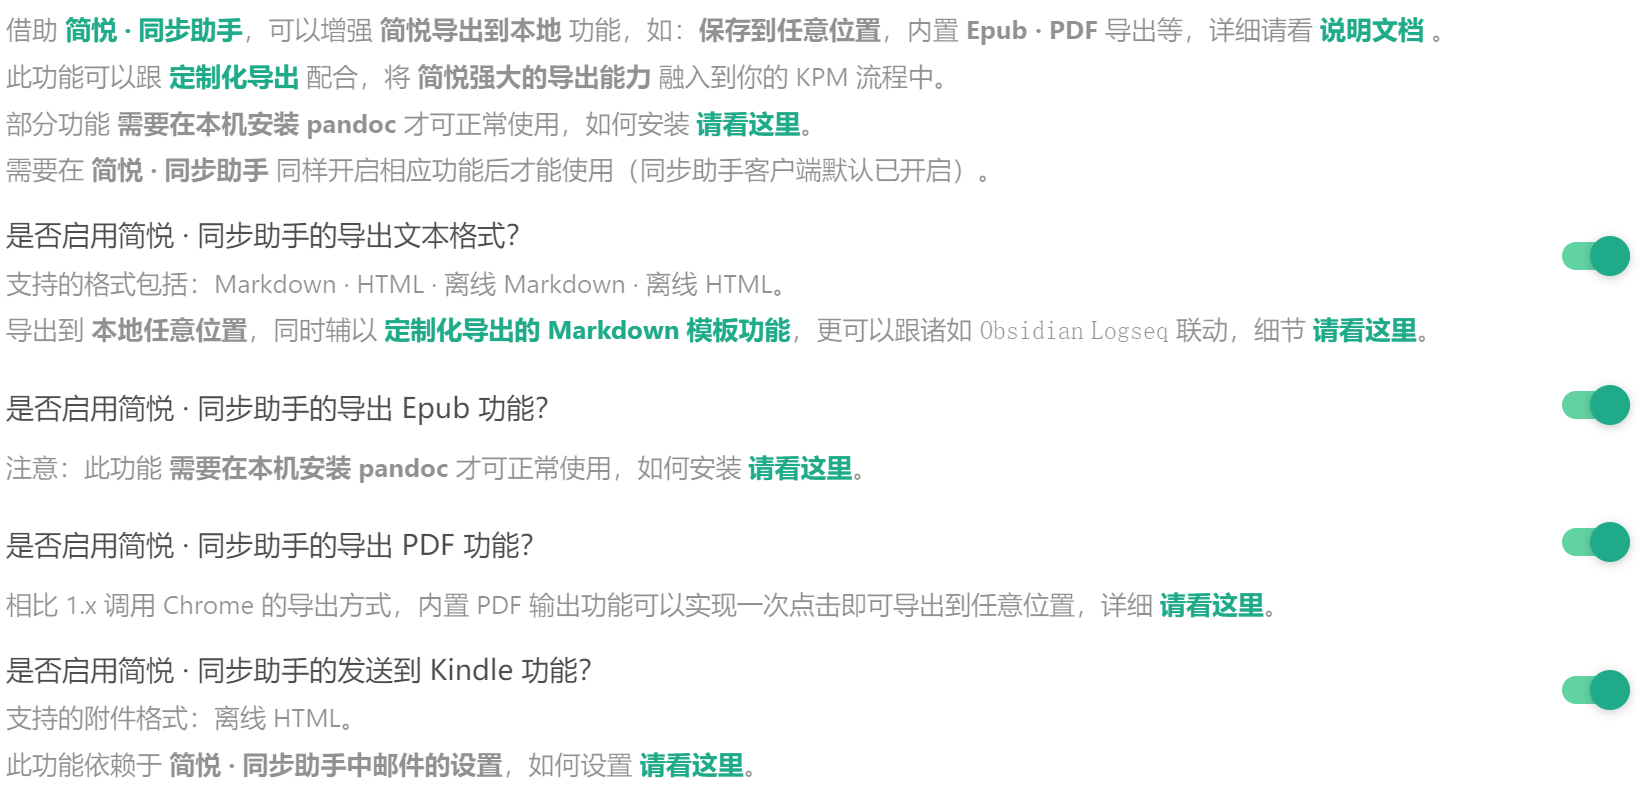 借助 简悦 · 同步助手，可以增强 简悦导出到本地 功能，如：保存到任意位置，内置 Epub · PDF 导出等，详细请看 说明文档 。
此功能可以跟 定制化导出 配合，将 简悦强大的导出能力 融入到你的 KPM 流程中。
部分功能 需要在本机安装 pandoc 才可正常使用，如何安装 请看这里。
需要在 简悦 · 同步助手 同样开启相应功能后才能使用（同步助手客户端默认已开启）。
是否启用简悦 · 同步助手的导出文本格式？
支持的格式包括：Markdown · HTML · 离线 Markdown · 离线 HTML。
导出到 本地任意位置，同时辅以 定制化导出的 Markdown 模板功能，更可以跟诸如 Obsidian Logseq 联动，细节 请看这里。
是否启用简悦 · 同步助手的导出 Epub 功能？
注意：此功能 需要在本机安装 pandoc 才可正常使用，如何安装 请看这里。
是否启用简悦 · 同步助手的导出 PDF 功能？
相比 1.x 调用 Chrome 的导出方式，内置 PDF 输出功能可以实现一次点击即可导出到任意位置，详细 请看这里。
是否启用简悦 · 同步助手的发送到 Kindle 功能？
支持的附件格式：离线 HTML。
此功能依赖于 简悦 · 同步助手中邮件的设置，如何设置 请看这里。